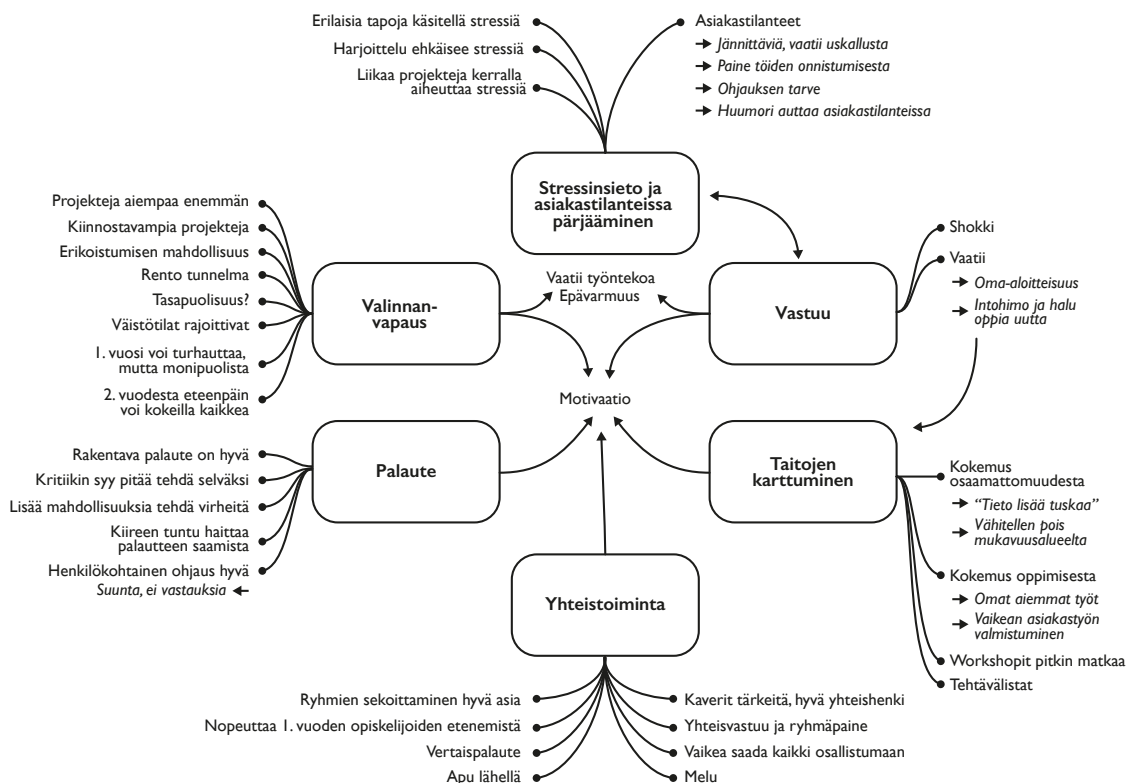 Erilaisia tapoja käsitellä stressiä
Harjoittelu ehkäisee stressiä
Liikaa projekteja kerralla
aiheuttaa stressiä
Asiakastilanteet
Jännittäviä, vaatii uskallusta
Paine töiden onnistumisesta
Ohjauksen tarve
Huumori auttaa asiakastilanteissa
Stressinsieto ja
asiakastilanteissa
pärjääminen
Projekteja aiempaa enemmän
Kiinnostavampia projekteja
Erikoistumisen mahdollisuus
Rento tunnelma
Tasapuolisuus?
Väistötilat rajoittivat
1. vuosi voi turhauttaa,
mutta monipuolista
2. vuodesta eteenpäin
voi kokeilla kaikkea
Valinnan-
vapaus
Vaatii työntekoa
Epävarmuus
Vastuu
Shokki
Vaatii
Oma-aloitteisuus
Intohimo ja halu
oppia uutta
Motivaatio
Rakentava palaute on hyvä
Kritiikin syy pitää tehdä selväksi
Lisää mahdollisuuksia tehdä virheitä
Kiireen tuntu haittaa
palautteen saamista
Henkilökohtainen ohjaus hyvä
Suunta, ei vastauksia
Palaute
Taitojen
karttuminen
Kokemus
osaamattomuudesta
“Tieto lisää tuskaa”
Vähitellen pois
mukavuusalueelta
Kokemus oppimisesta
Omat aiemmat työt
Vaikean asiakastyön
valmistuminen
Workshopit pitkin matkaa
Tehtävälistat
Yhteistoiminta
Ryhmien sekoittaminen hyvä asia
Nopeuttaa 1. vuoden opiskelijoiden etenemistä
Vertaispalaute
Apu lähellä
Kaverit tärkeitä, hyvä yhteishenki
Yhteisvastuu ja ryhmäpaine
Vaikea saada kaikki osallistumaan
Melu